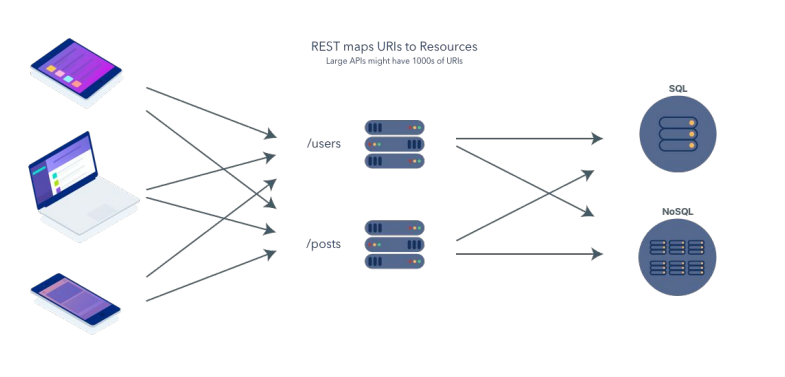 REST maps URIs to Resources
Large APIs might have 1000s of URIs
SQL
/users
NoSQL
/posts